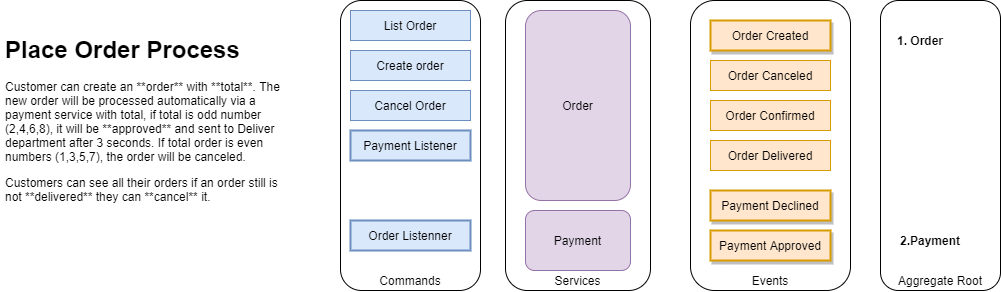 Place Order Process
Customer can create an **order** with **total**. The
new order will be processed automatically via a
payment service with total, if total is odd number
(2,4,6,8), it will be **approved** and sent to Deliver
department after 3 seconds. If total order is even
numbers (1,3,5,7), the order will be canceled.
Customers can see all their orders if an order still is
not **delivered** they can **cancel** it.
List Order
Create order
Cancel Order
Payment Listener
Order Listenner
Commands
Order
Payment
Services
Order Created
Order Canceled
Order Confirmed
Order Delivered
Payment Declined
Payment Approved
Events
1. Order
2.Payment
Aggregate Root